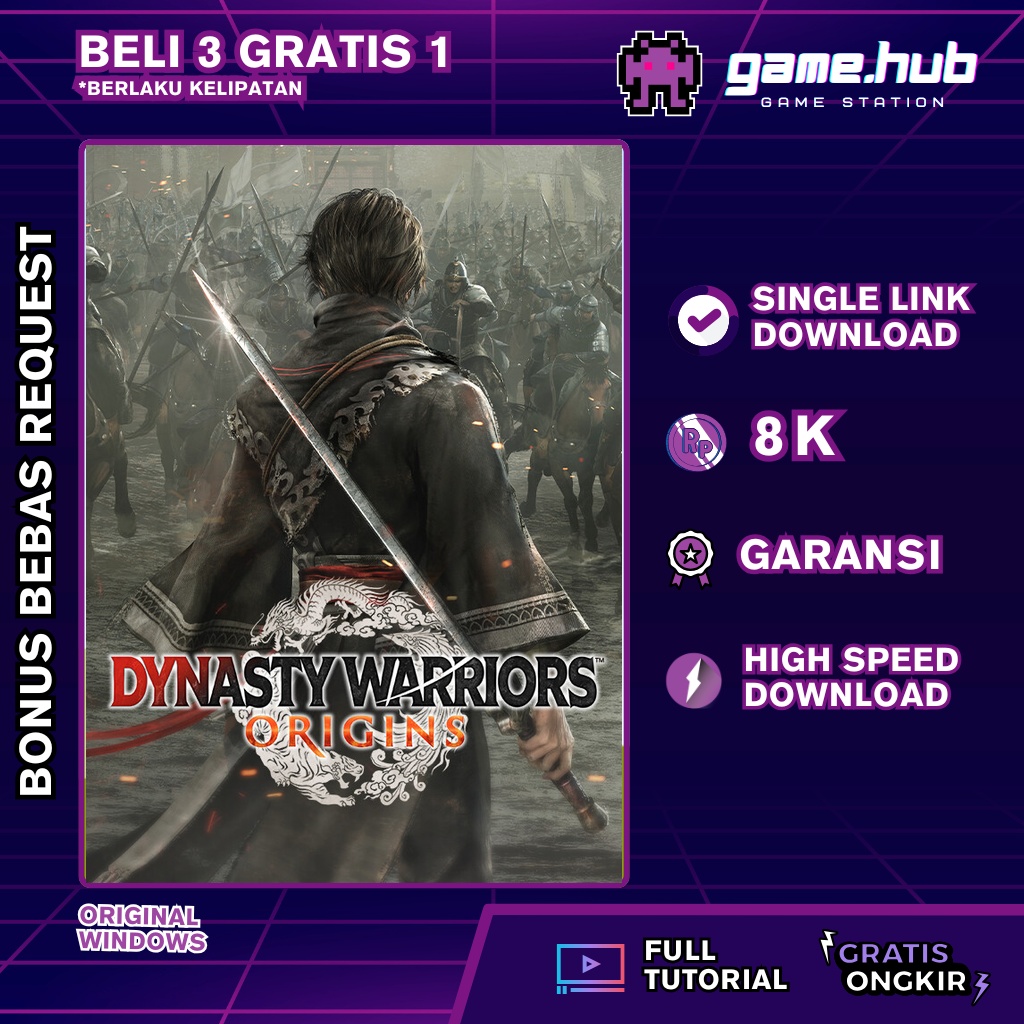 BELI 3 GRATIS 1
*BERLAKU KELIPATAN
game.hub
GAME STATION
BONUS BEBAS REQUEST
DYNASTY WARRIORS™
ORIGINS
SINGLE LINK
DOWNLOAD
Rp
8K
GARANSI
HIGH SPEED
DOWNLOAD
ORIGINAL
WINDOWS
FULL
TUTORIAL
GRATIS
ONGKIR